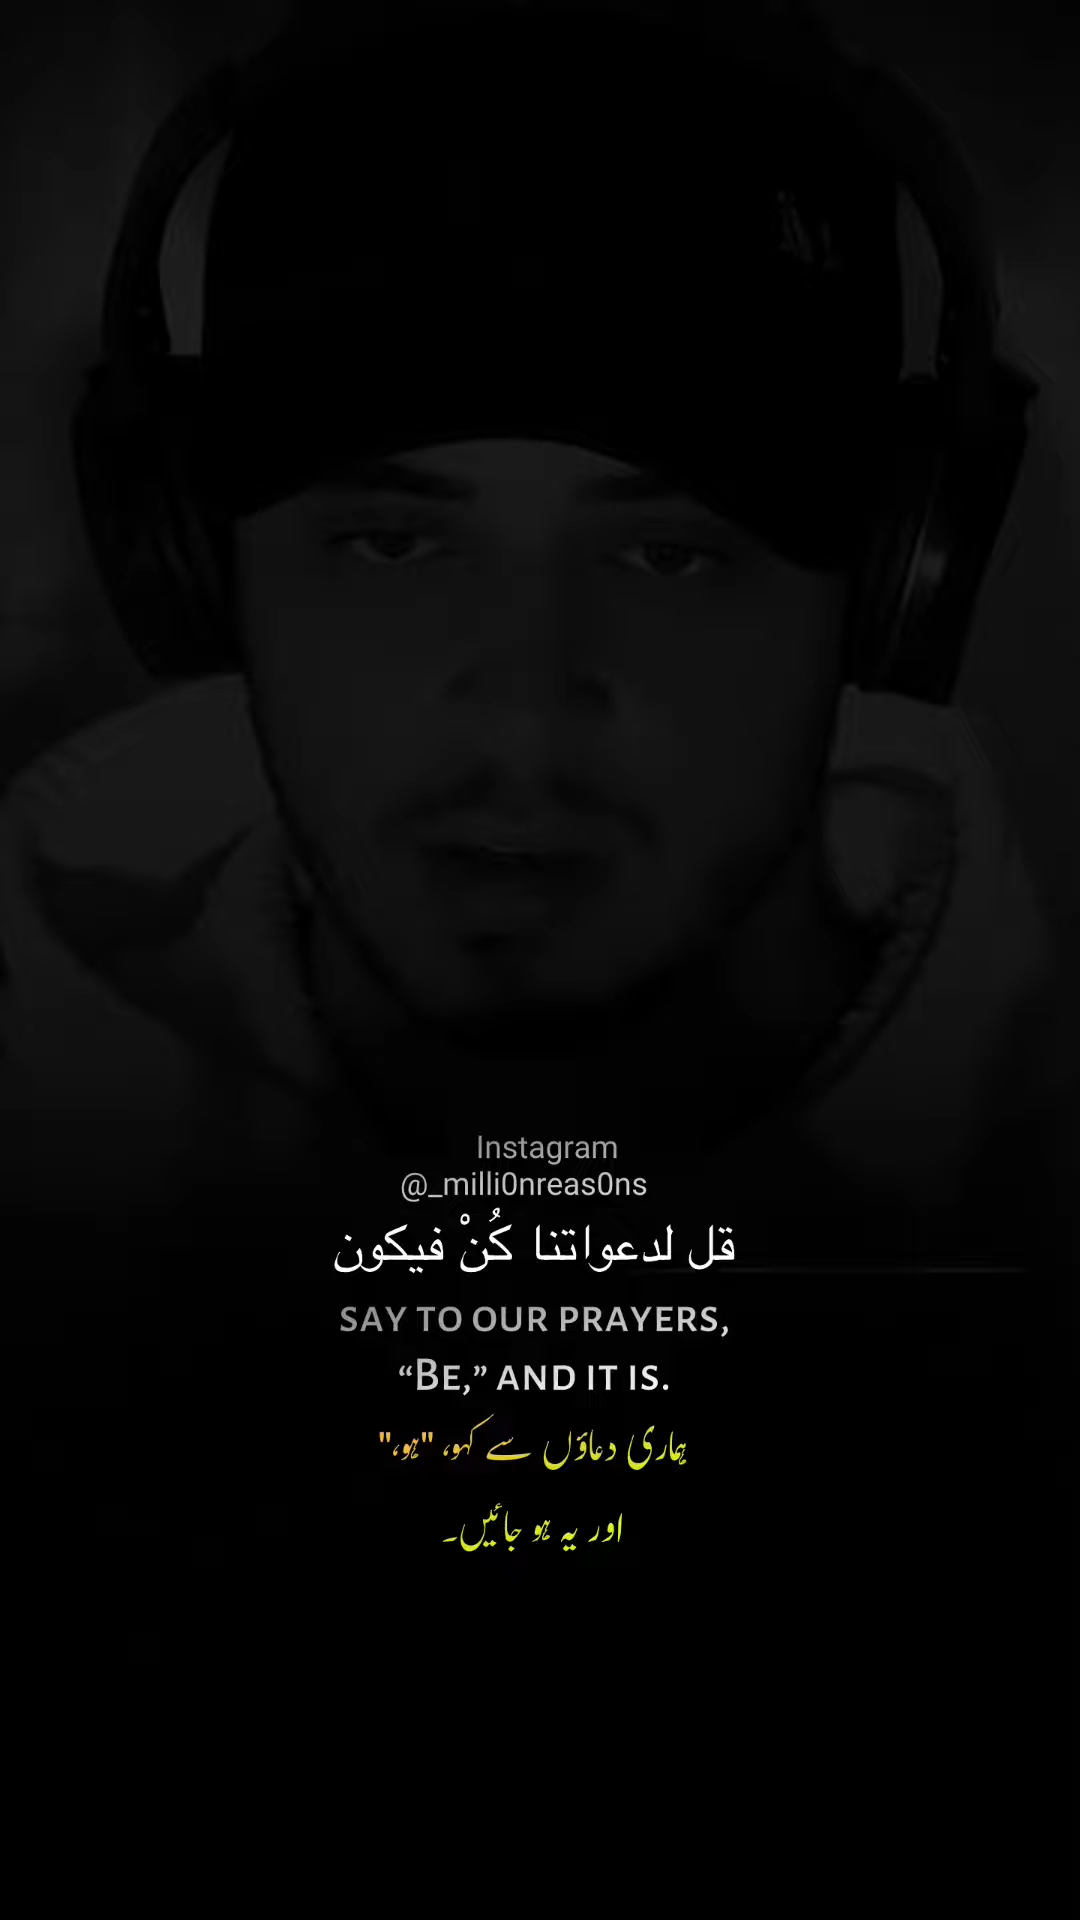 Instagram
@_milli0nreas0ns
قل لدعواتنا كُنْ فيكون
SAY TO OUR PRAYERS,
“BE,” AND IT IS.
ہماری دعاؤں سے کہو، "ہو،"
اور یہ ہو جائیں۔